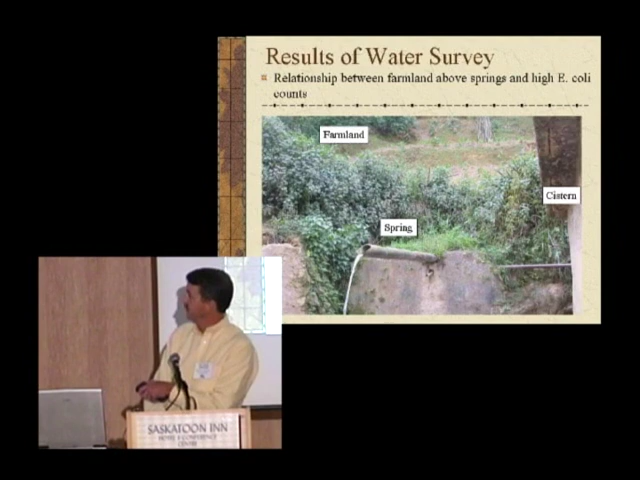 Results of Water Survey
Relationship between farmland above springs and high E. coli
counts
Farmland
Cistern
Spring
SASKATOON INN
HOTEL & CONFERENCE
CENTRE